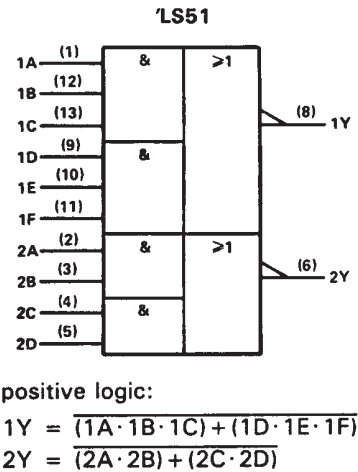 'LS51
1A (1) & ≥1
1B (12)
1C (13)
(8) 1Y
1D (9) &
1E (10)
1F (11)
2A (2) & ≥1
2B (3)
(6) 2Y
2C (4) &
2D (5)
positive logic:
1Y = (1A·1B·1C)+(1D·1E·1F)
2Y = (2A·2B)+(2C·2D)